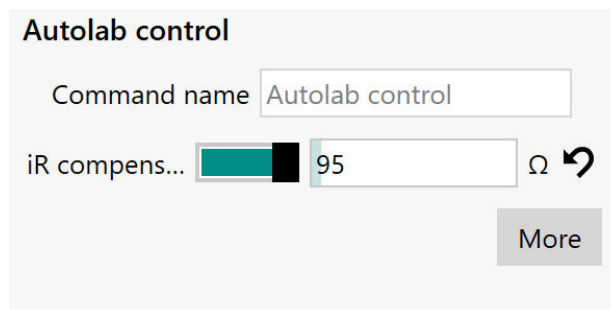 Autolab control
Command name Autolab control
iR compens... 95 Ω
More